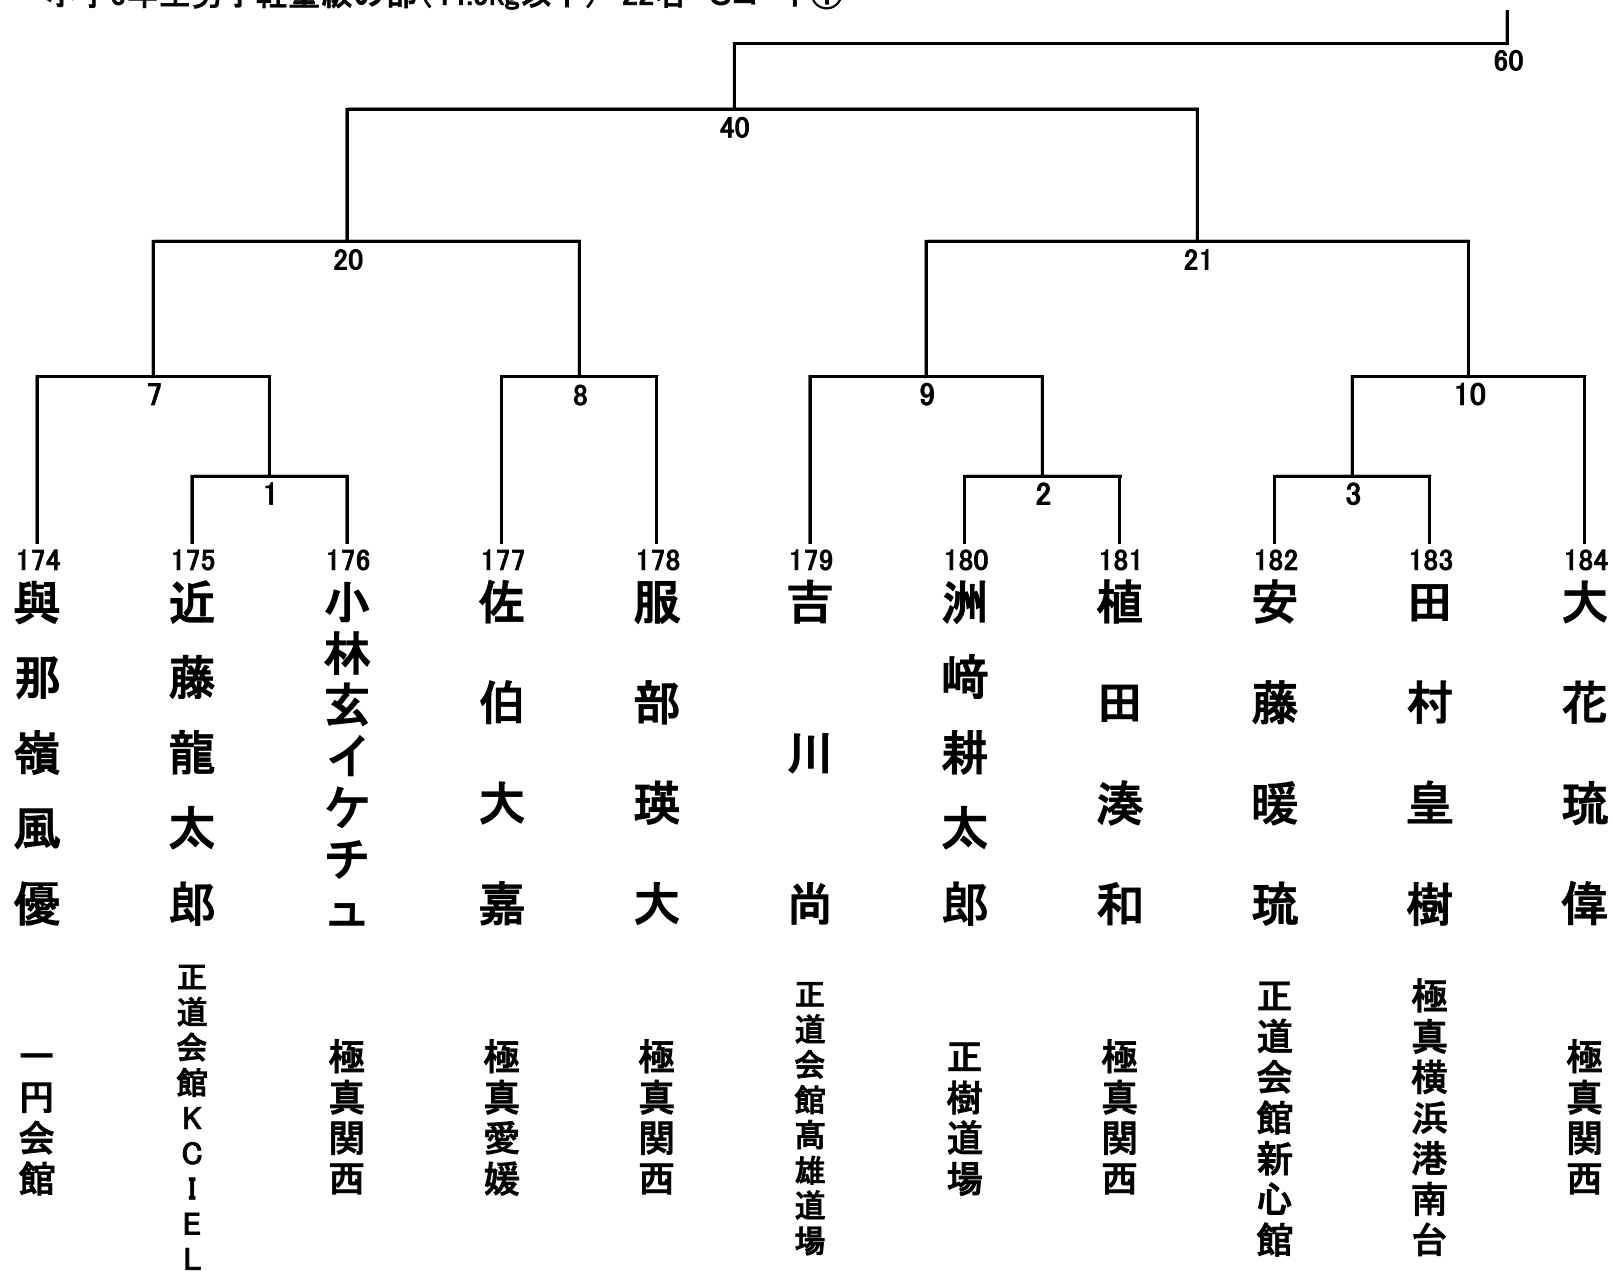 60
40
20
21
7
8
9
10
1
2
3
174
175
176
177
178
179
180
181
182
183
184
與那嶺風優
近藤龍太郎
小林玄イケチュ
佐伯大嘉
服部瑛大
吉川尚
洲﨑耕太郎
植田湊和
安藤暖琉
田村皇樹
大花琉偉
一円会館
正道会館KCIEL
極真関西
極真愛媛
極真関西
正道会館髙雄道場
正樹道場
極真関西
正道会館新心館
極真横浜港南台
極真関西